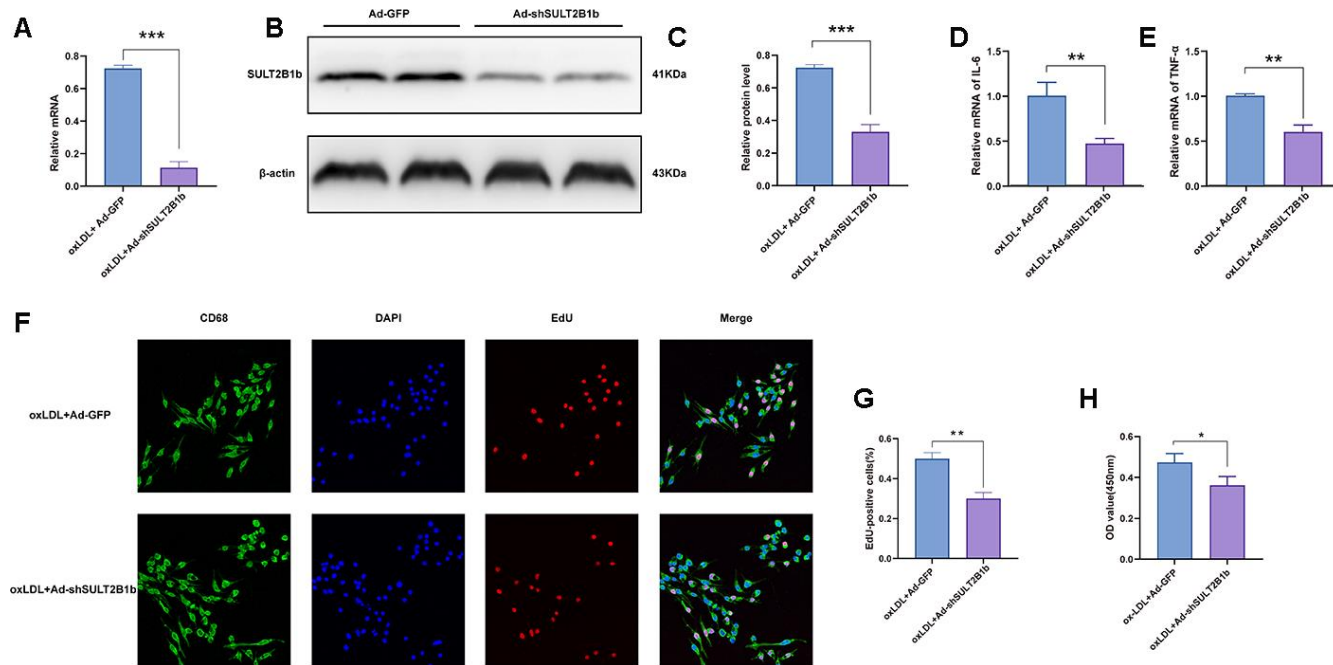 A
Relative mRNA
0.8
0.6
0.4
0.2
0.0
***
oxLDL+ Ad-GFP
oxLDL+Ad-shSULT2B1b
B
Ad-GFP
Ad-shSULT2B1b
SULT2B1b
41KDa
β-actin
43KDa
C
Relative protein level
0.8
0.6
0.4
0.2
0.0
***
oxLDL+ Ad-GFP
oxLDL+ Ad-shSULT2B1b
D
Relative mRNA of IL-6
1.5
1.0
0.5
0.0
**
oxLDL+ Ad-GFP
oxLDL+Ad-shSULT2B1b
E
Relative mRNA of TNF-α
1.5
1.0
0.5
0.0
**
oxLDL+ Ad-GFP
oxLDL+Ad-shSULT2B1b
F
CD68
DAPI
EdU
Merge
oxLDL+Ad-GFP
oxLDL+Ad-shSULT2B1b
G
EdU-positive cells(%)
0.6
0.4
0.2
0.0
**
oxLDL+Ad-GFP
oxLDL+Ad-shSULT2B1b
H
OD value(450nm)
0.6
0.4
0.2
0.0
*
ox-LDL+Ad-GFP
oxLDL+Ad-shSULT2B1b